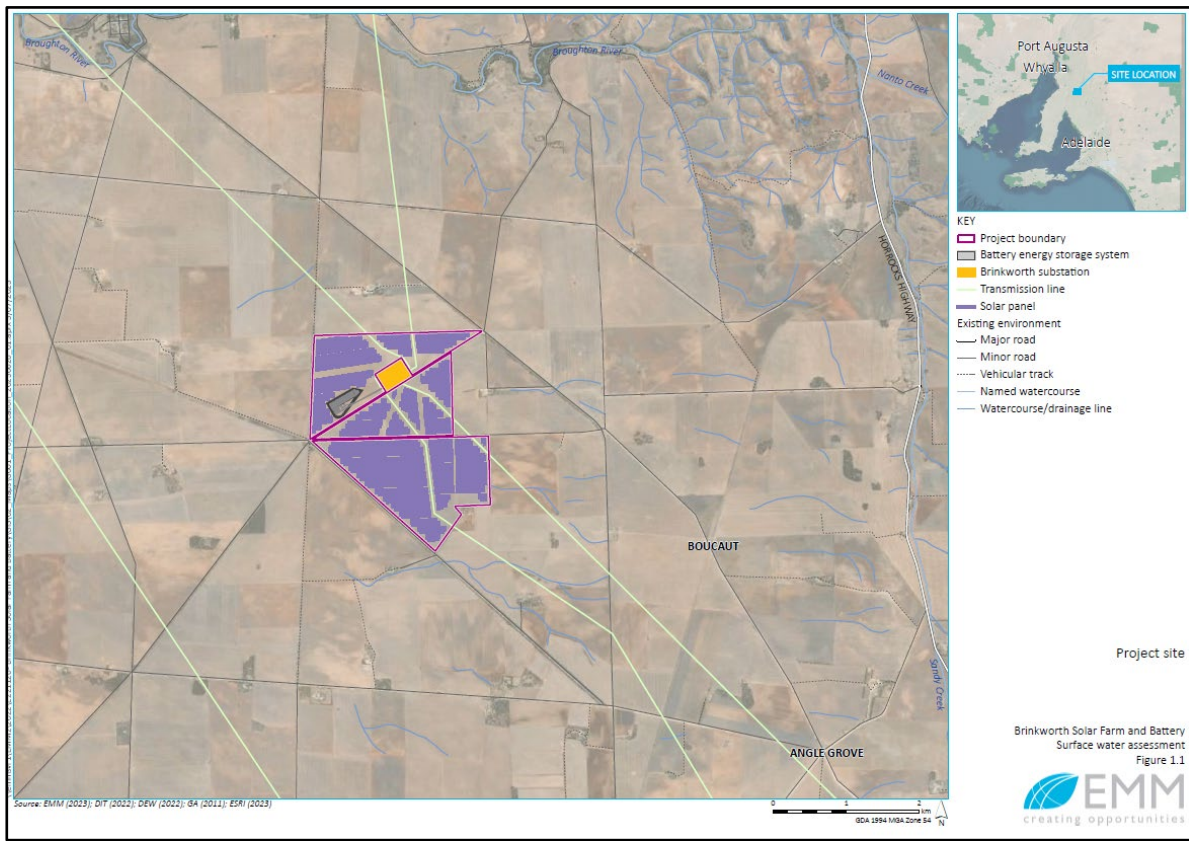 Broughton River
Broughton River
Nanto Creek
HORROCKS HIGHWAY
BOUCAUT
ANGLE GROVE
Sandy Creek
Source: EMM (2023); DIT (2022); DEW (2022); GA (2011); ESRI (2023)
0 1 2
km
GDA 1994 MGA Zone 54
N
Port Augusta
Whyalla
SITE LOCATION
Adelaide
KEY
Project boundary
Battery energy storage system
Brinkworth substation
Transmission line
Solar panel
Existing environment
Major road
Minor road
Vehicular track
Named watercourse
Watercourse/drainage line
Project site
Brinkworth Solar Farm and Battery
Surface water assessment
Figure 1.1
EMM
creating opportunities